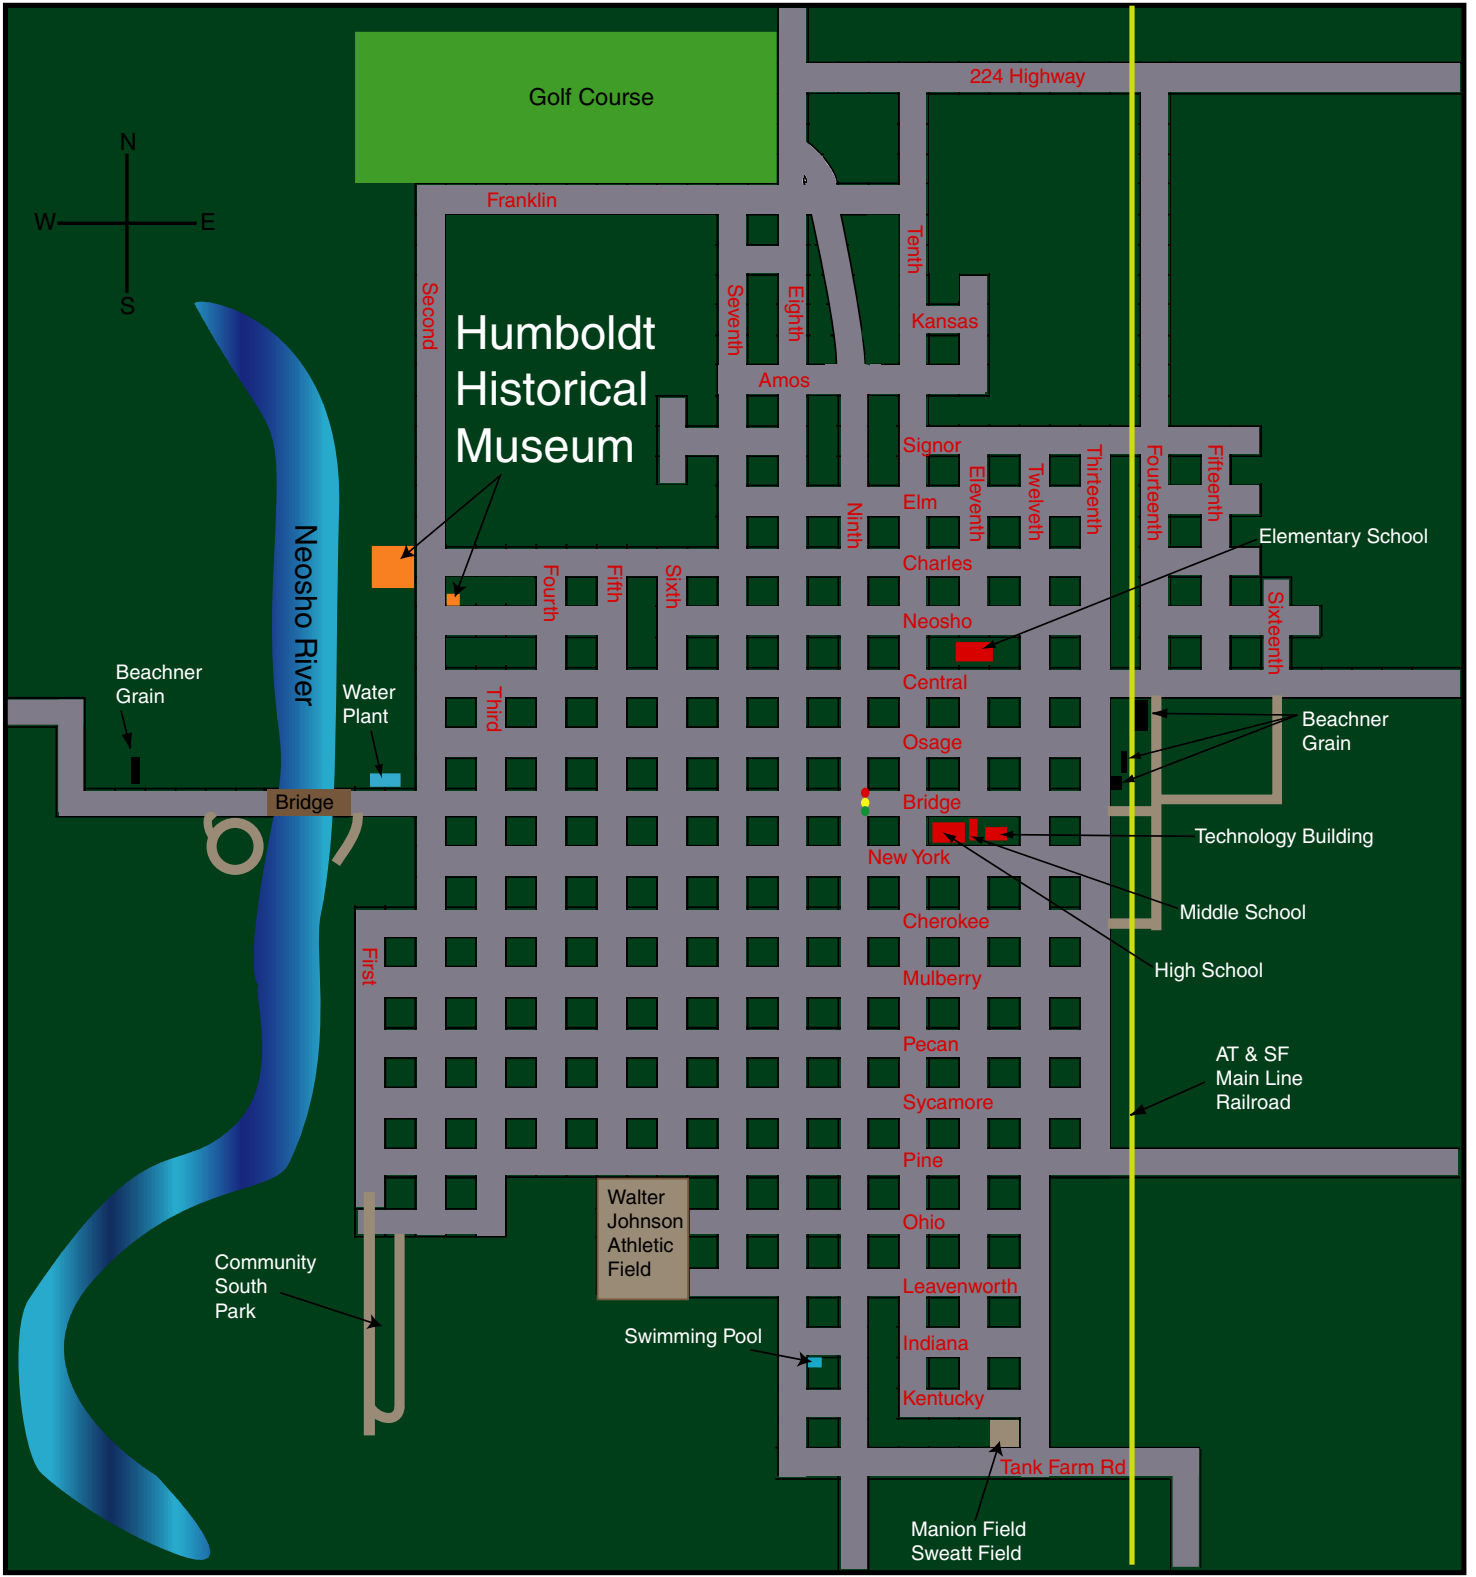 224 Highway
Golf Course
N
W
E
S
Franklin
Tenth
Second
Seventh
Eighth
Kansas
Humboldt
Historical
Museum
Amos
Signor
Thirteenth
Fourteenth
Fifteenth
Eleventh
Twelveth
Elm
Ninth
Neosho River
Elementary School
Charles
Fourth
Fifth
Sixth
Sixteenth
Neosho
Beachner
Grain
Water
Plant
Third
Central
Beachner
Grain
Osage
Bridge
Bridge
Technology Building
New York
Middle School
Cherokee
First
High School
Mulberry
Pecan
AT & SF
Main Line
Railroad
Sycamore
Pine
Walter
Johnson
Athletic
Field
Ohio
Community
South
Park
Leavenworth
Swimming Pool
Indiana
Kentucky
Tank Farm Rd
Manion Field
Sweatt Field